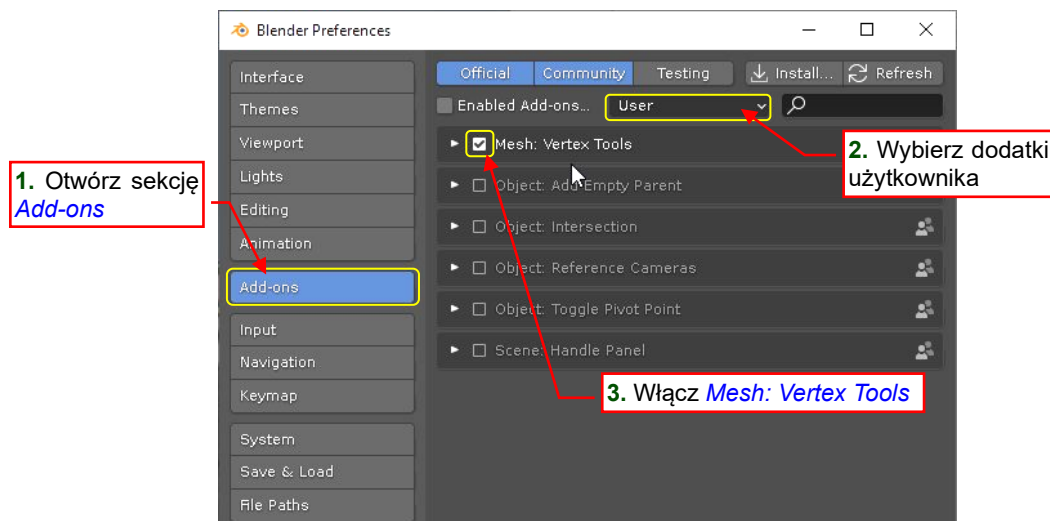 Blender Preferences
Interface
Themes
Viewport
Lights
Editing
Animation
Add-ons
Input
Navigation
Keymap
System
Save & Load
File Paths
Official Community Testing Install... Refresh
Enabled Add-ons... User
Mesh: Vertex Tools
Object: Add Empty Parent
Object: Intersection
Object: Reference Cameras
Object: Toggle Pivot Point
Scene: Handle Panel
1. Otwórz sekcję
Add-ons
2. Wybierz dodatki
użytkownika
3. Włącz Mesh: Vertex Tools